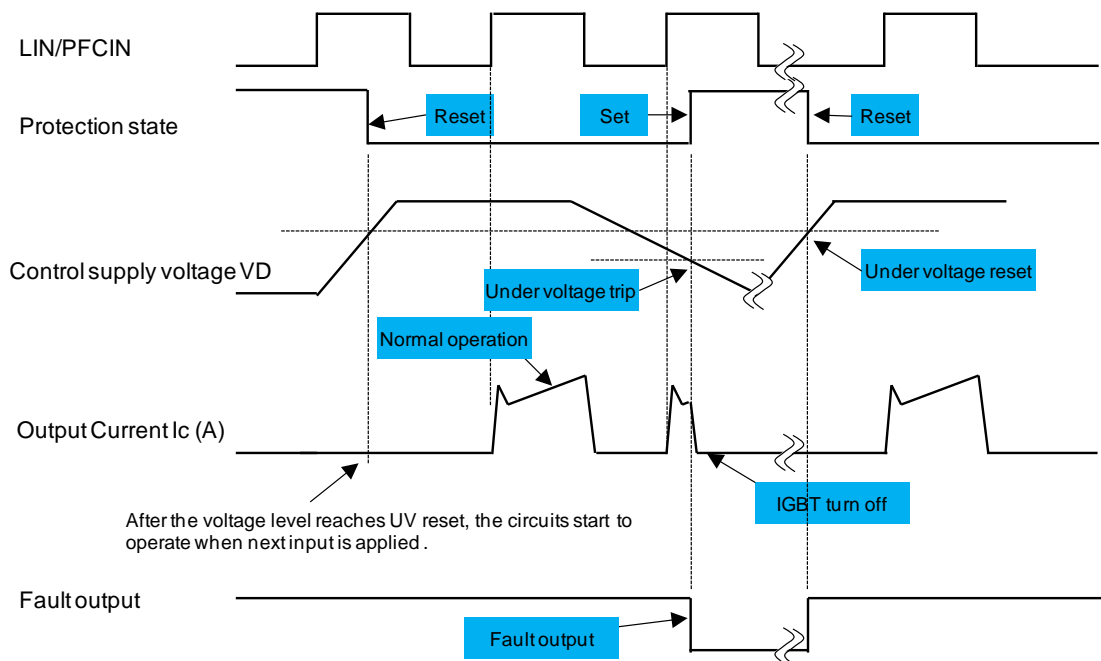 LIN/PFCIN
Reset
Set
Reset
Protection state
Control supply voltage VD
Under voltage reset
Under voltage trip
Normal operation
Output Current Ic (A)
IGBT turn off
After the voltage level reaches UV reset, the circuits start to
operate when next input is applied .
Fault output
Fault output